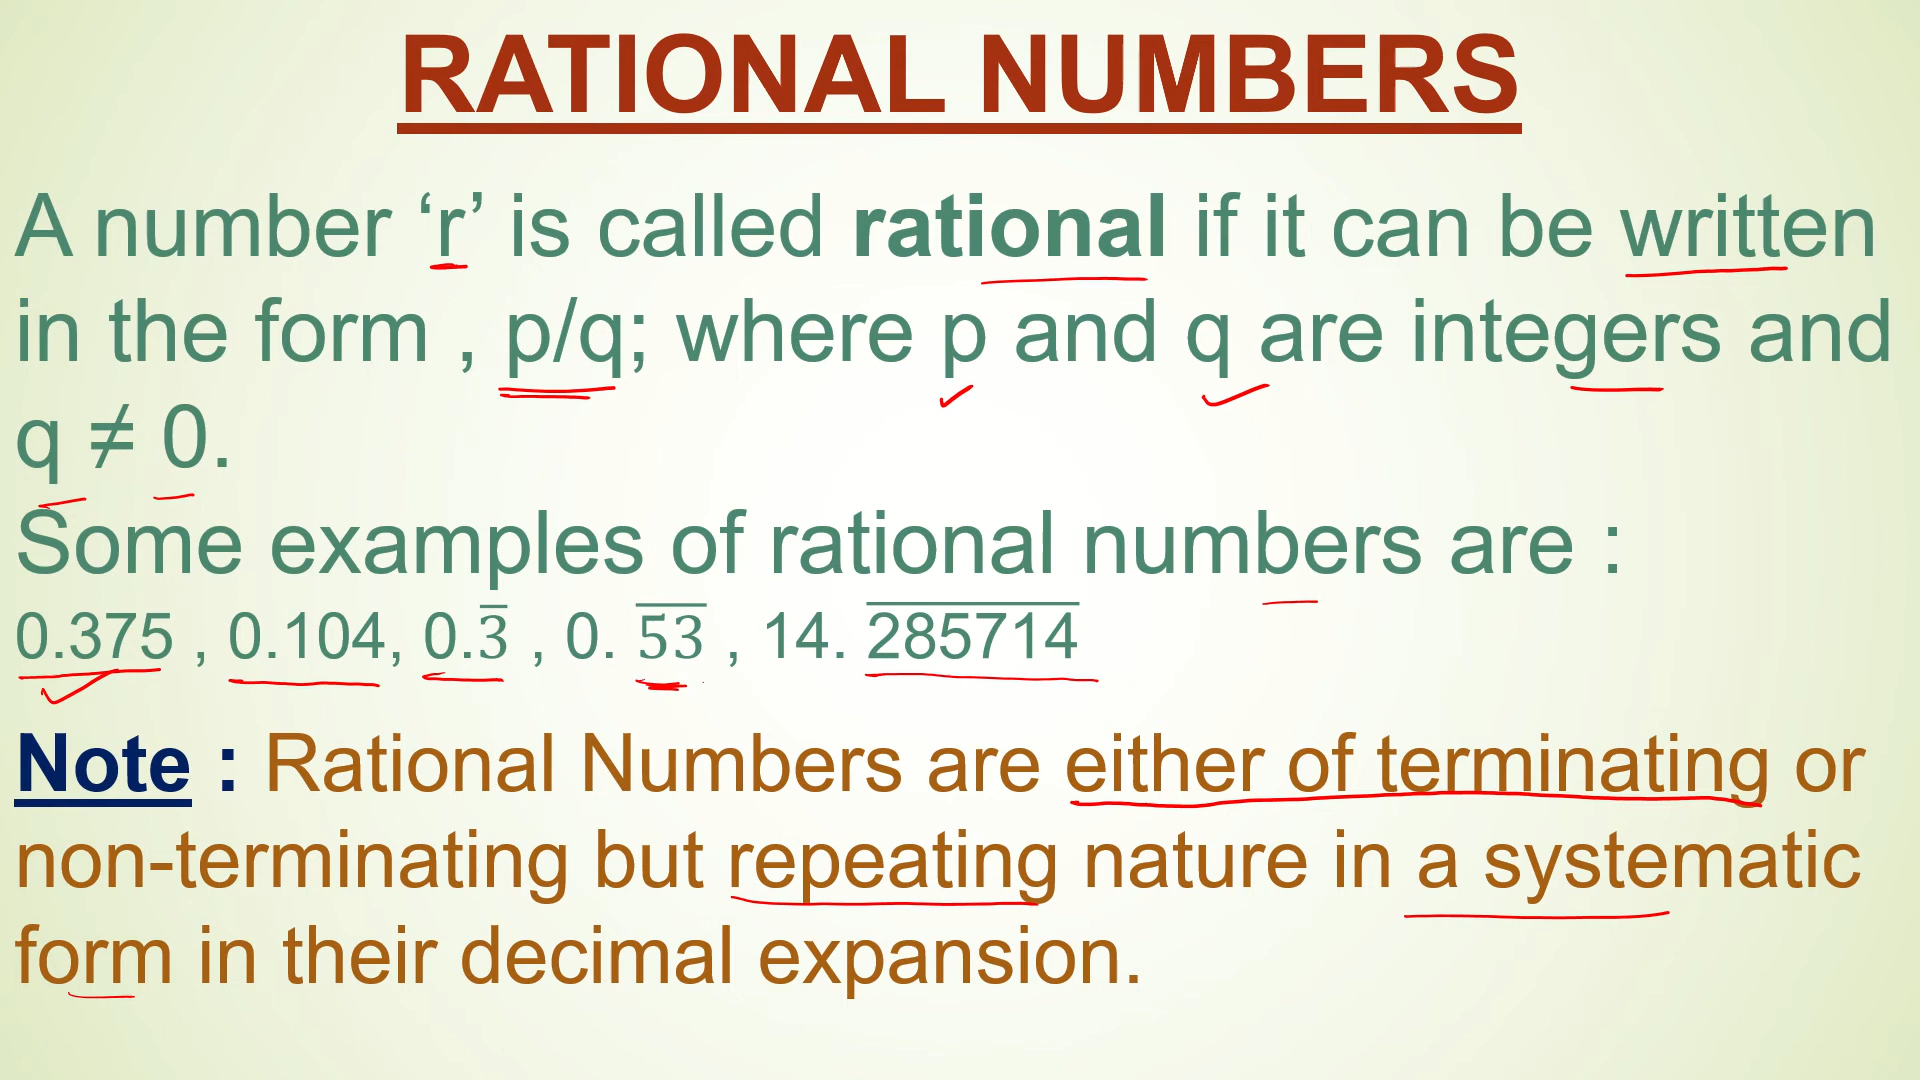 RATIONAL NUMBERS
A number ‘r’ is called rational if it can be written
in the form , p/q; where p and q are integers and
q ≠ 0.
Some examples of rational numbers are :
0.375 , 0.104, 0.3̅ , 0. 5̅3̅ , 14. 2̅8̅5̅7̅1̅4̅
Note : Rational Numbers are either of terminating or
non-terminating but repeating nature in a systematic
form in their decimal expansion.